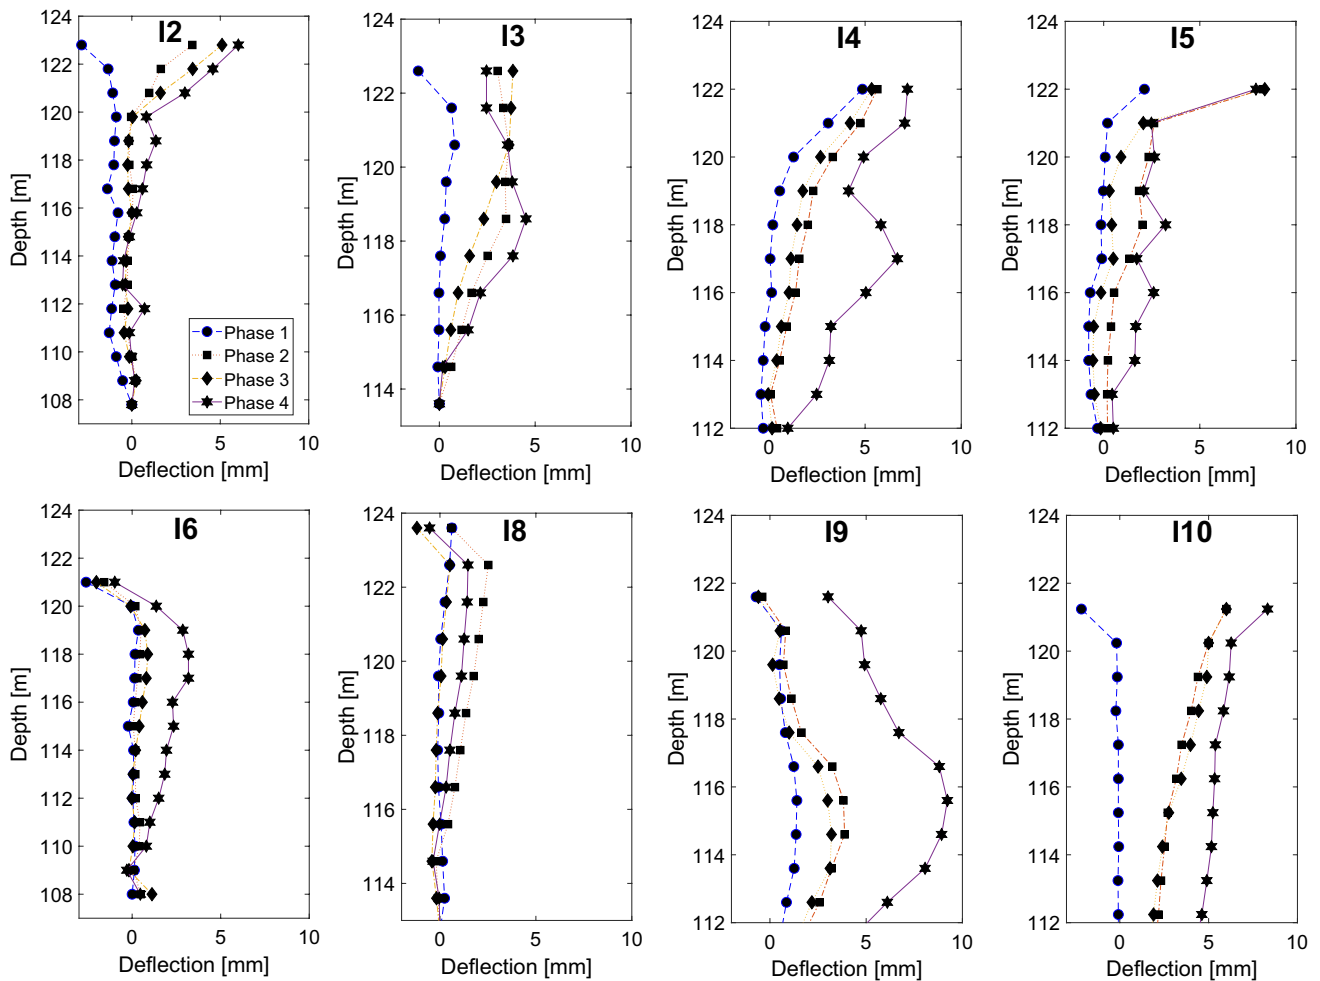 I2
124
122
120
118
116
114
112
110
108
Depth [m]
0
5
10
Deflection [mm]
Phase 1
Phase 2
Phase 3
Phase 4
I3
124
122
120
118
116
114
Depth [m]
0
5
10
Deflection [mm]
I4
124
122
120
118
116
114
112
Depth [m]
0
5
10
Deflection [mm]
I5
124
122
120
118
116
114
112
Depth [m]
0
5
10
Deflection [mm]
I6
124
122
120
118
116
114
112
110
108
Depth [m]
0
5
10
Deflection [mm]
I8
124
122
120
118
116
114
Depth [m]
0
5
10
Deflection [mm]
I9
124
122
120
118
116
114
112
Depth [m]
0
5
10
Deflection [mm]
I10
124
122
120
118
116
114
112
Depth [m]
0
5
10
Deflection [mm]